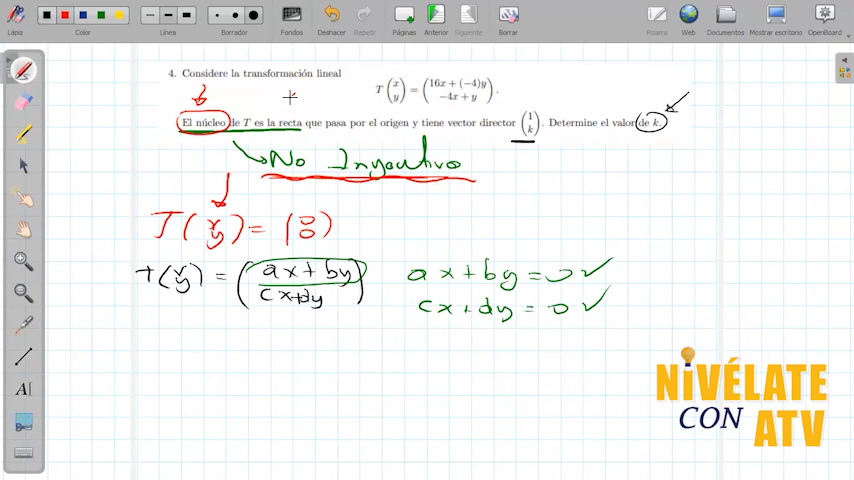 Lápiz
Color
Línea
Borrador
Fondos
Deshacer
Repetir
Páginas
Anterior
Siguiente
Borrar
Pizarra
Web
Documentos
Mostrar escritorio
OpenBoard
4. Considere la transformación lineal
T(x y) = (16x + (−4)y −4x + y).
El núcleo de T es la recta que pasa por el origen y tiene vector director (1 k). Determine el valor de k.
No Inyectivo
T(x y) = (0 0)
T(x y) = (ax + by cx + dy)
ax + by = 0 ✓
cx + dy = 0 ✓
A
NIVÉLATE
CON
ATV